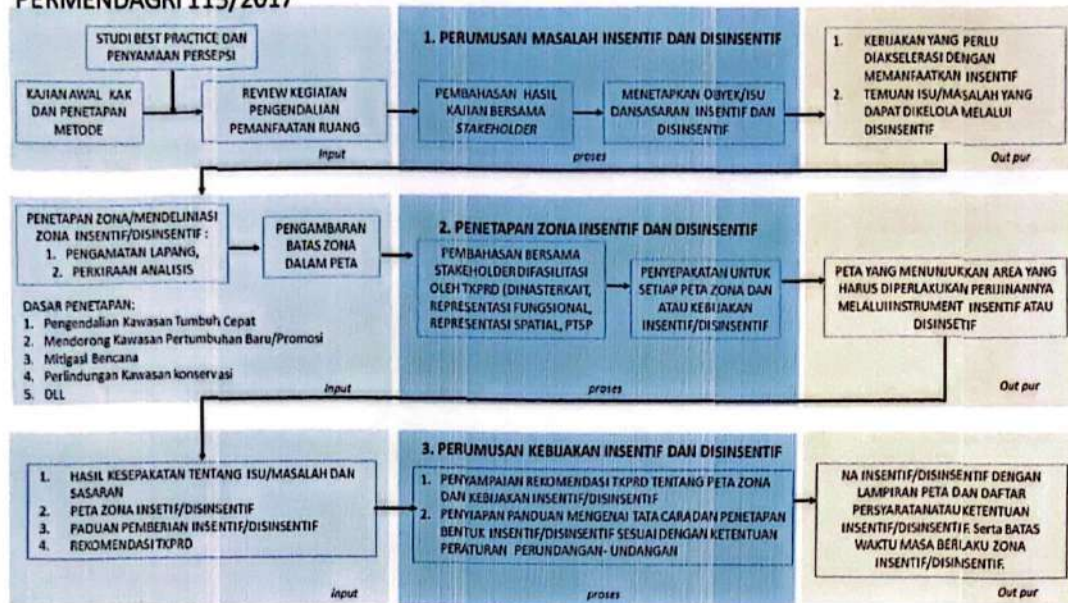 PERMENDAGRI 115/2017
STUDI BEST PRACTICE DAN
PENYAMAAN PERSEPSI
KAJIAN AWAL KAK
DAN PENETAPAN
METODE
REVIEW KEGIATAN
PENGENDALIAN
PEMANFAATAN RUANG
Input
1. PERUMUSAN MASALAH INSENTIF DAN DISINSENTIF
PEMBAHASAN HASIL
KAJIAN BERSAMA
STAKEHOLDER
MENETAPKAN OBYEK/ISU
DANSASARAN INSENTIF DAN
DISINSENTIF
proses
1. KEBIJAKAN YANG PERLU
DIAKSELERASI DENGAN
MEMANFAATKAN INSENTIF
2. TEMUAN ISU/MASALAH YANG
DAPAT DIKELOLA MELALUI
DISINSENTIF
Out pur
PENETAPAN ZONA/MENDELINIASI
ZONA INSENTIF/DISINSENTIF :
1. PENGAMATAN LAPANG,
2. PERKIRAAN ANALISIS
PENGAMBARAN
BATAS ZONA
DALAM PETA
DASAR PENETAPAN:
1. Pengendalian Kawasan Tumbuh Cepat
2. Mendorong Kawasan Pertumbuhan Baru/Promosi
3. Mitigasi Bencana
4. Perlindungan Kawasan konservasi
5. DLL
input
2. PENETAPAN ZONA INSENTIF DAN DISINSENTIF
PEMBAHASAN BERSAMA
STAKEHOLDER DIFASILITASI
OLEH TKPRD (DINASTERKAIT,
REPRESENTASI FUNGSIONAL,
REPRESENTASI SPATIAL, PTSP
PENYEPAKATAN UNTUK
SETIAP PETA ZONA DAN
ATAU KEBIJAKAN
INSENTIF/DISINSENTIF
proses
PETA YANG MENUNJUKKAN AREA YANG
HARUS DIPERLAKUKAN PERIJINANNYA
MELALUIINSTRUMENT INSENTIF ATAU
DISINSETIF
Out pur
1. HASIL KESEPAKATAN TENTANG ISU/MASALAH DAN
SASARAN
2. PETA ZONA INSETIF/DISINSENTIF
3. PADUAN PEMBERIAN INSENTIF/DISINSENTIF
4. REKOMENDASI TKPRD
input
3. PERUMUSAN KEBIJAKAN INSENTIF DAN DISINSENTIF
1. PENYAMPAIAN REKOMENDASI TKPRD TENTANG PETA ZONA
DAN KEBIJAKAN INSENTIF/DISINSENTIF
2. PENYIAPAN PANDUAN MENGENAI TATA CARA DAN PENETAPAN
BENTUK INSENTIF/DISINSENTIF SESUAI DENGAN KETENTUAN
PERATURAN PERUNDANGAN- UNDANGAN
proses
NA INSENTIF/DISINSENTIF DENGAN
LAMPIRAN PETA DAN DAFTAR
PERSYARATANATAU KETENTUAN
INSENTIF/DISINSENTIF. Serta BATAS
WAKTU MASA BERLAKU ZONA
INSENTIF/DISINSENTIF.
Out pur